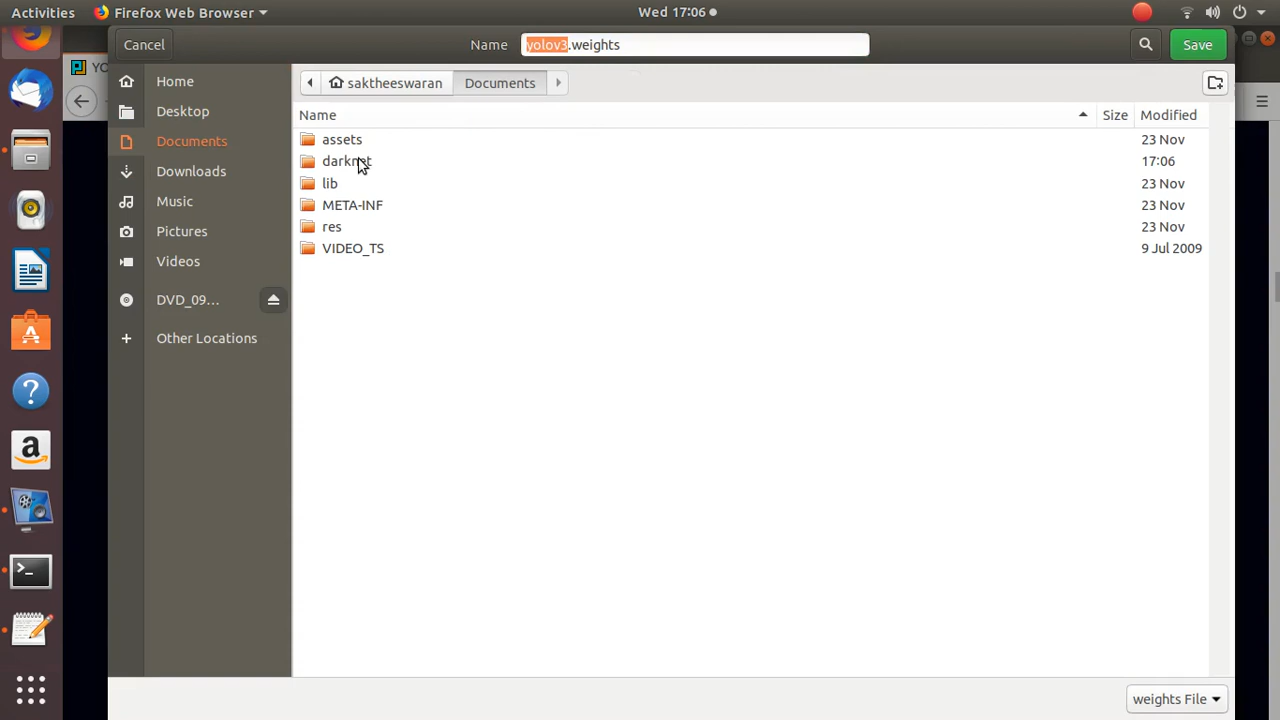 Activities Firefox Web Browser Wed 17:06
Cancel Name yolov3.weights Save
YO
saktheeswaran Documents
Home
Desktop
Documents
Downloads
Music
Pictures
Videos
DVD_09...
Other Locations
Name Size Modified
assets 23 Nov
darknet 17:06
lib 23 Nov
META-INF 23 Nov
res 23 Nov
VIDEO_TS 9 Jul 2009
weights File